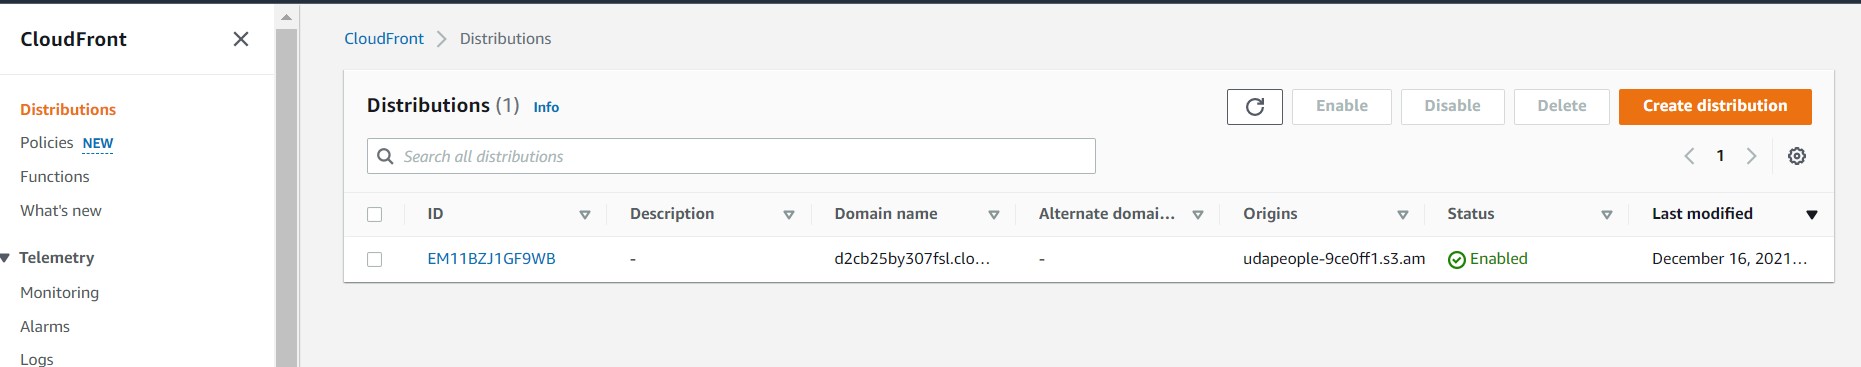 CloudFront
Distributions
Policies NEW
Functions
What's new
Telemetry
Monitoring
Alarms
Logs
CloudFront Distributions
Distributions (1) Info
Enable Disable Delete Create distribution
Search all distributions
1
ID Description Domain name Alternate domai... Origins Status Last modified
EM11BZJ1GF9WB - d2cb25by307fsl.clo... - udapeople-9ce0ff1.s3.am Enabled December 16, 2021...